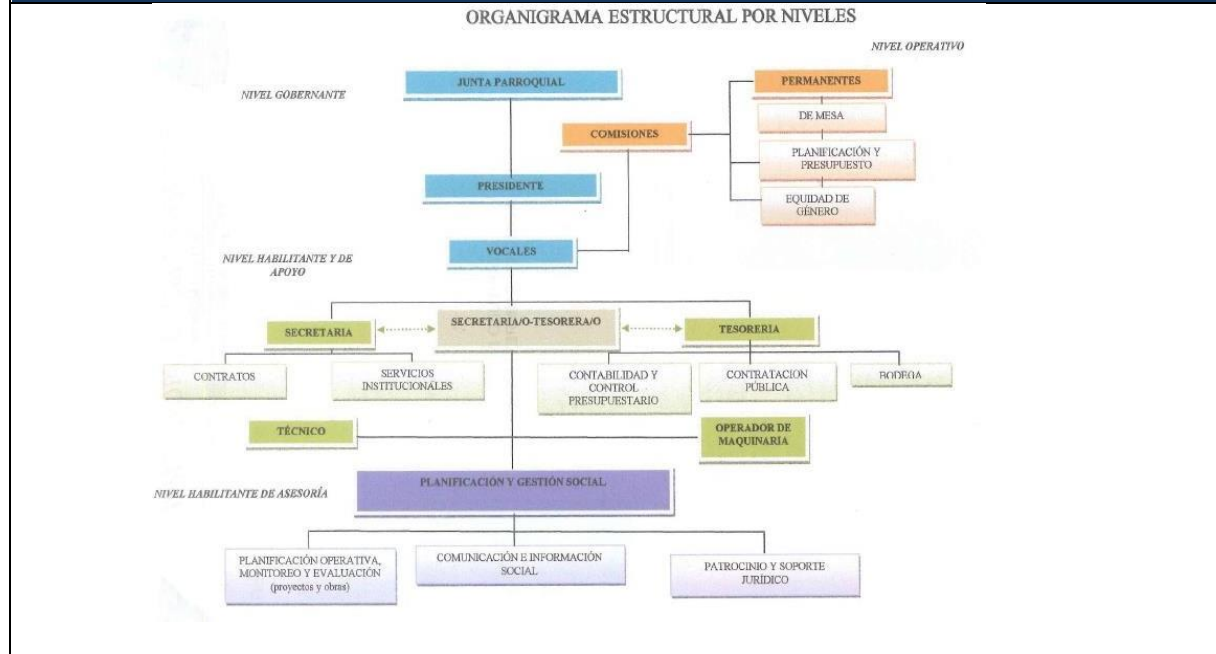 ORGANIGRAMA ESTRUCTURAL POR NIVELES
NIVEL OPERATIVO
NIVEL GOBERNANTE
JUNTA PARROQUIAL
PERMANENTES
DE MESA
COMISIONES
PLANIFICACIÓN Y
PRESUPUESTO
PRESIDENTE
EQUIDAD DE
GÉNERO
VOCALES
NIVEL HABILITANTE Y DE
APOYO
SECRETARIA
SECRETARIA/O-TESORERA/O
TESORERIA
CONTRATOS
SERVICIOS
INSTITUCIONALES
CONTABILIDAD Y
CONTROL
PRESUPUESTARIO
CONTRATACION
PÚBLICA
BODEGA
TÉCNICO
OPERADOR DE
MAQUINARIA
PLANIFICACIÓN Y GESTIÓN SOCIAL
NIVEL HABILITANTE DE ASESORÍA
PLANIFICACIÓN OPERATIVA,
MONITOREO Y EVALUACIÓN
(proyectos y obras)
COMUNICACIÓN E INFORMACIÓN
SOCIAL
PATROCINIO Y SOPORTE
JURÍDICO